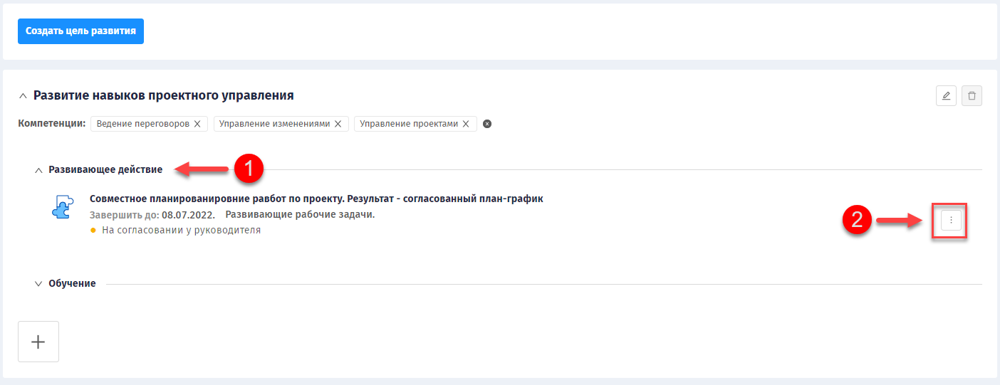 Создать цель развития
Развитие навыков проектного управления
Компетенции: Ведение переговоров Управление изменениями Управление проектами
Развивающее действие 1
Совместное планированировние равбот по проекту. Результат - согласованный план-график
Завершить до: 08.07.2022. Развивающие рабочие задачи.
2
На согласовании у руководителя
Обучение